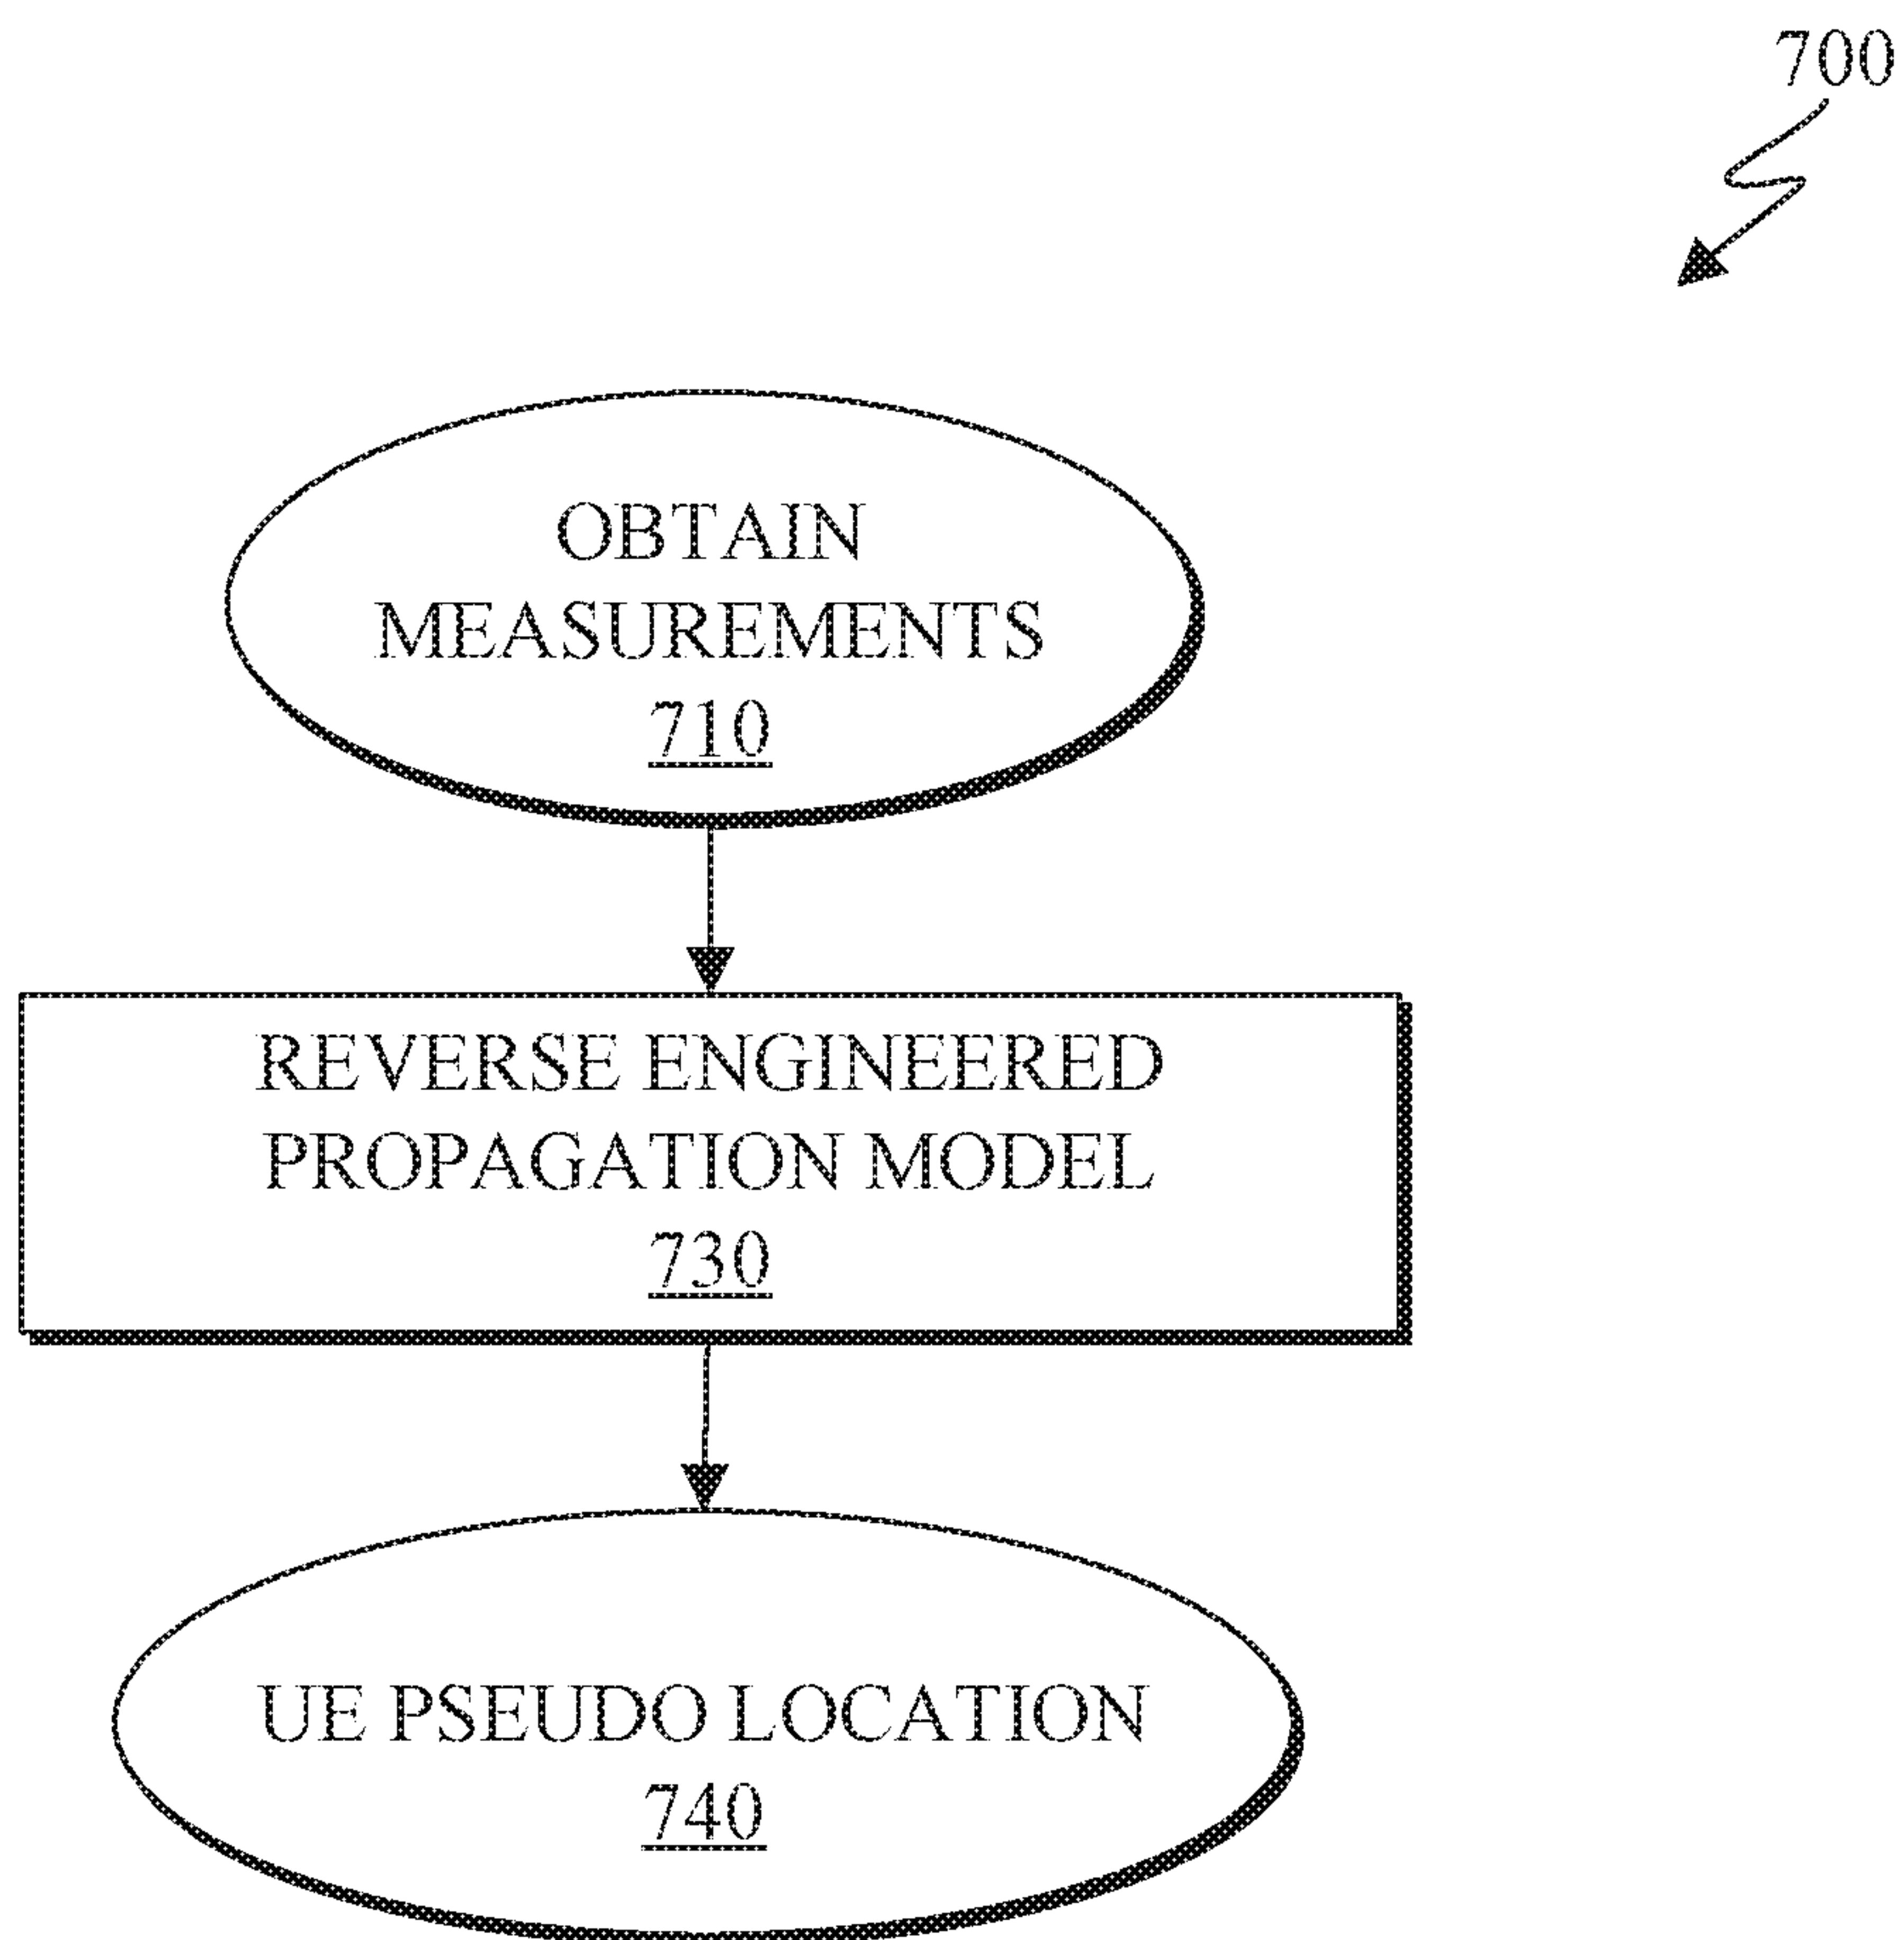 700
OBTAIN
MEASUREMENTS
710
REVERSE ENGINEERED
PROPAGATION MODEL
730
UE PSEUDO LOCATION
740